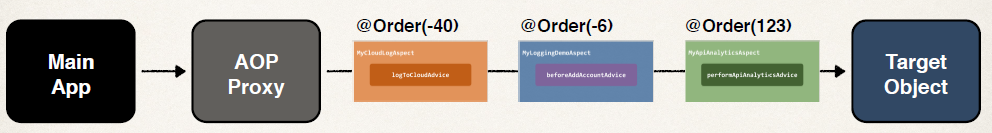 Main
App
AOP
Proxy
@Order(-40)
MyCloudLogAspect
logToCloudAdvice
@Order(-6)
MyLoggingDemoAspect
beforeAddAccountAdvice
@Order(123)
MyApiAnalyticsAspect
performApiAnalyticsAdvice
Target
Object